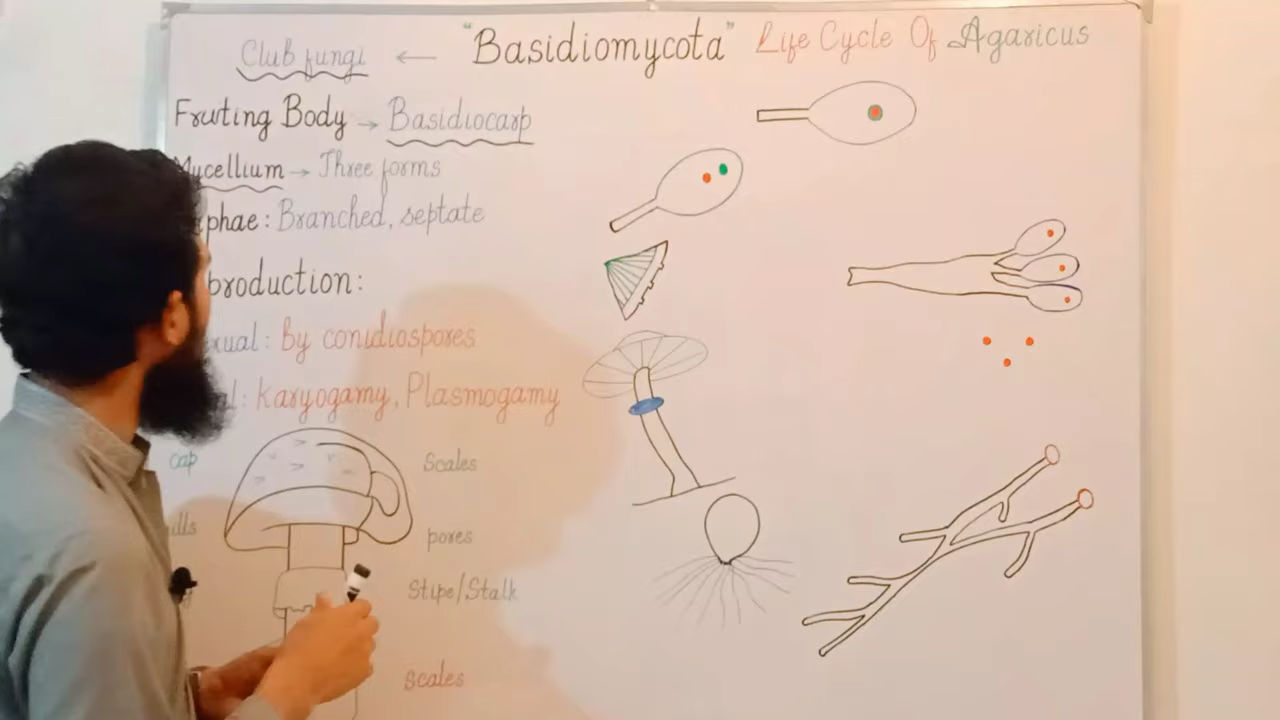 "Basidiomycota" Life Cycle Of Agaricus
Club fungi ←
Fruiting Body → Basidiocarp
Mycellium → Three forms
phae: Branched, septate
production:
xual: by conidiospores
al: karyogamy, Plasmogamy
cap
Scales
ills
pores
Stipe/Stalk
Scales